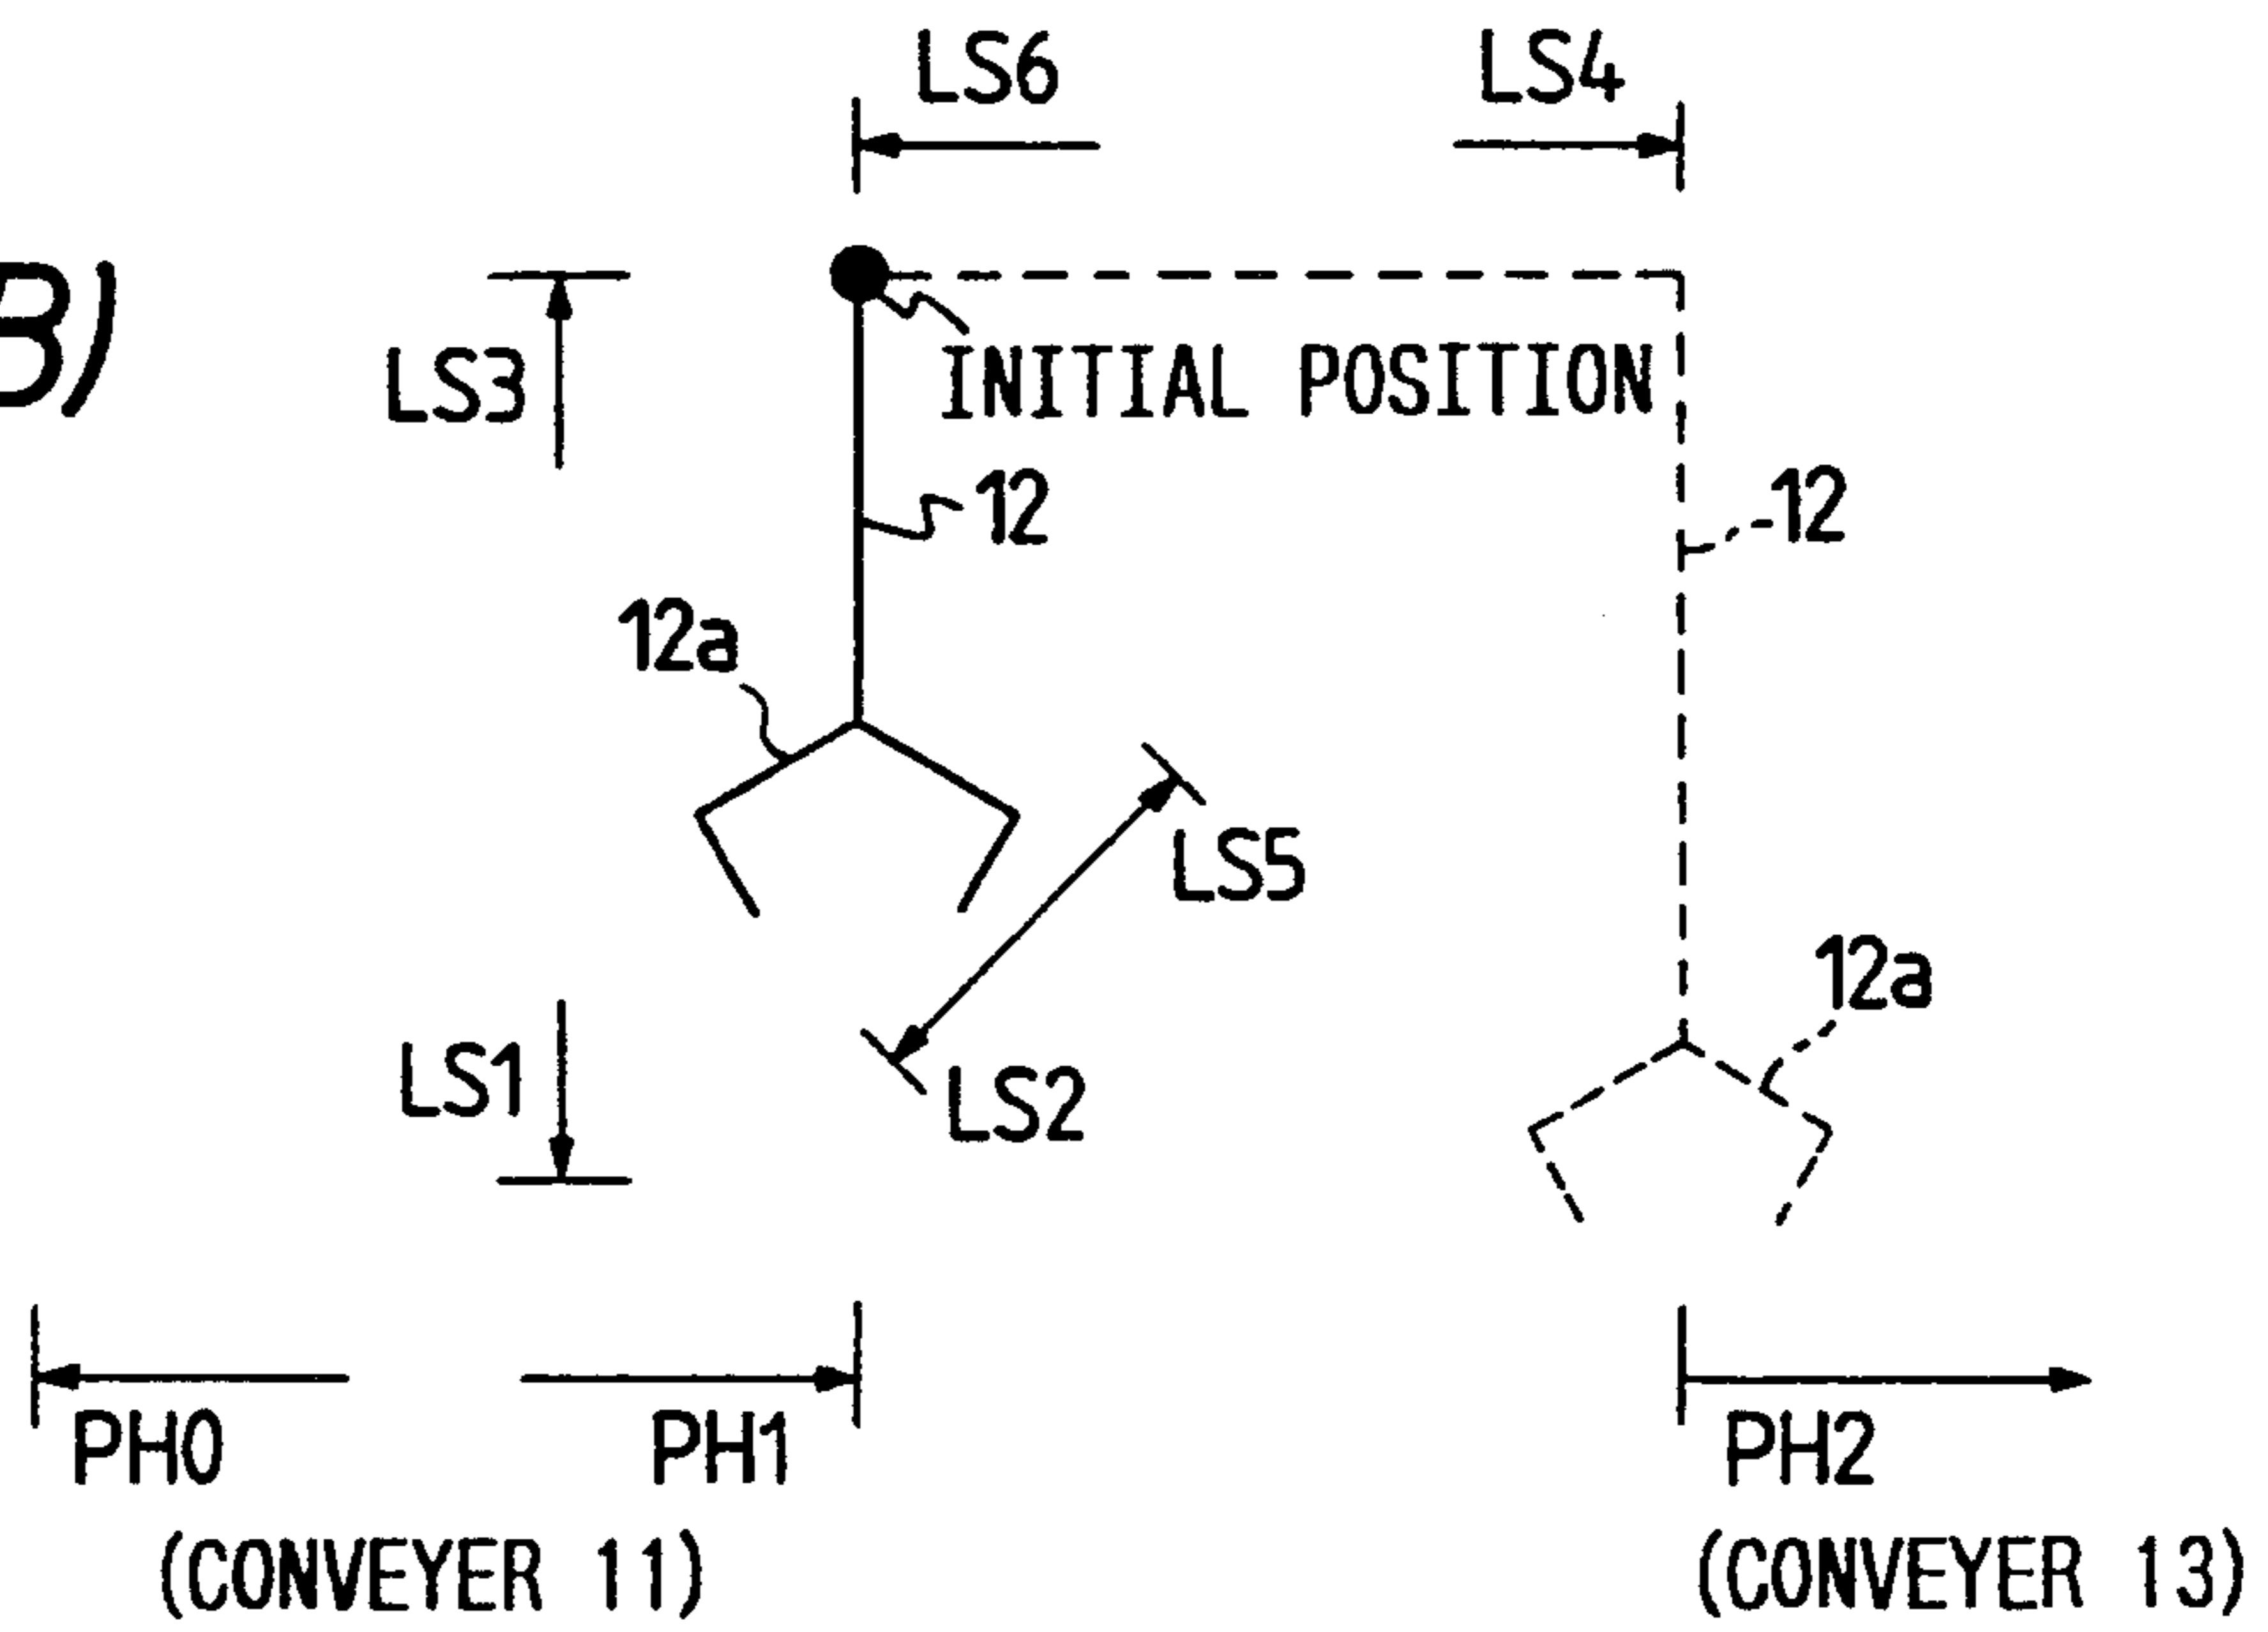 LS6 LS4
B)
LS3
INITIAL POSITION
12 12
12a
LS5
12a
LS1
LS2
PH0 PH1 PH2
(CONVEYER 11) (CONVEYER 13)